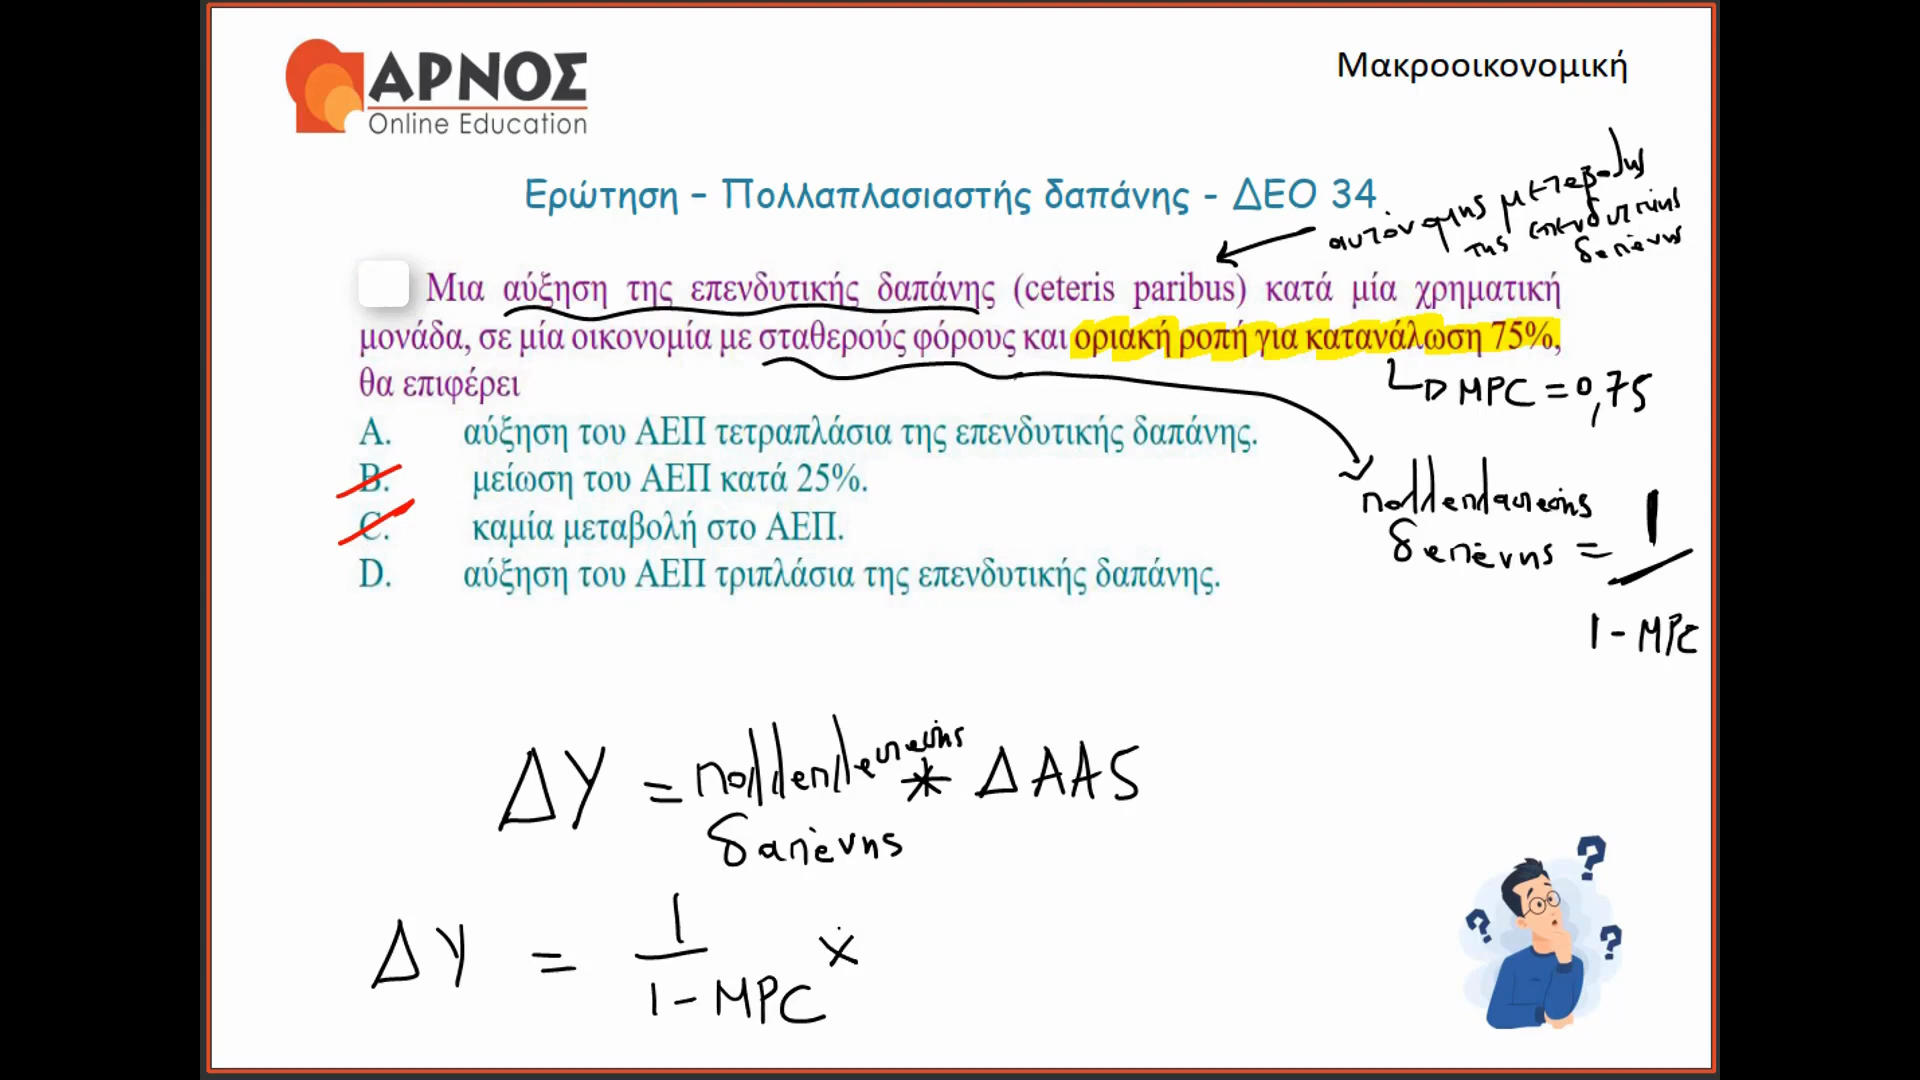 ΑΡΝΟΣ
Online Education
Μακροοικονομική
Ερώτηση – Πολλαπλασιαστής δαπάνης - ΔΕΟ 34
αυτόνομης μεταβολής
της επενδυτικής
δαπάνης
Μια αύξηση της επενδυτικής δαπάνης (ceteris paribus) κατά μία χρηματική
μονάδα, σε μία οικονομία με σταθερούς φόρους και οριακή ροπή για κατανάλωση 75%,
θα επιφέρει
MPC = 0,75
A. αύξηση του ΑΕΠ τετραπλάσια της επενδυτικής δαπάνης.
B. μείωση του ΑΕΠ κατά 25%.
C. καμία μεταβολή στο ΑΕΠ.
D. αύξηση του ΑΕΠ τριπλάσια της επενδυτικής δαπάνης.
πολλαπλασιαστής
δαπάνης = 1
1 - MPC
ΔΥ = πολλαπλασιαστής * ΔAAS
δαπάνης
ΔΥ = 1 x
1 - MPC
? ? ?